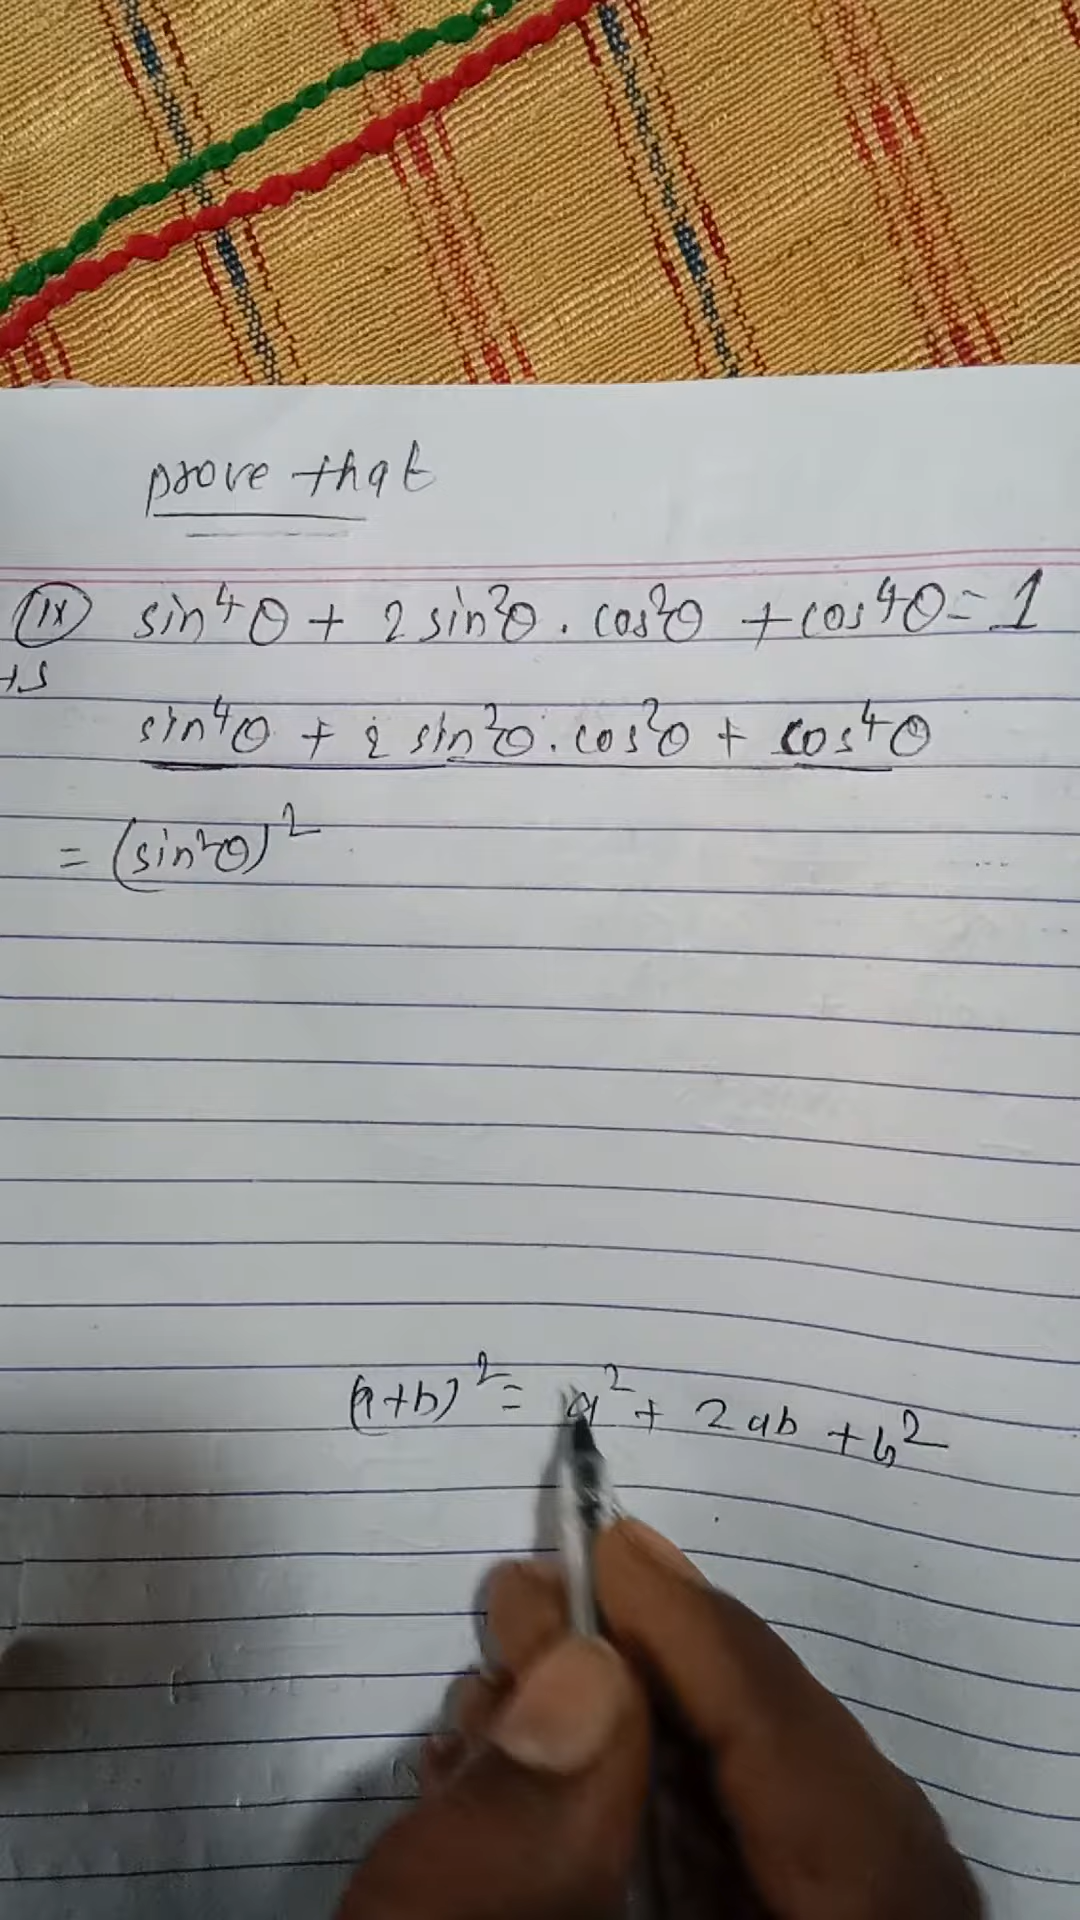 prove that
(ix) sin⁴θ + 2 sin²θ . cos²θ + cos⁴θ = 1
HS
sin⁴θ + 2 sin²θ . cos²θ + cos⁴θ
= (sin²θ)²
(a+b)² = a² + 2ab + b²